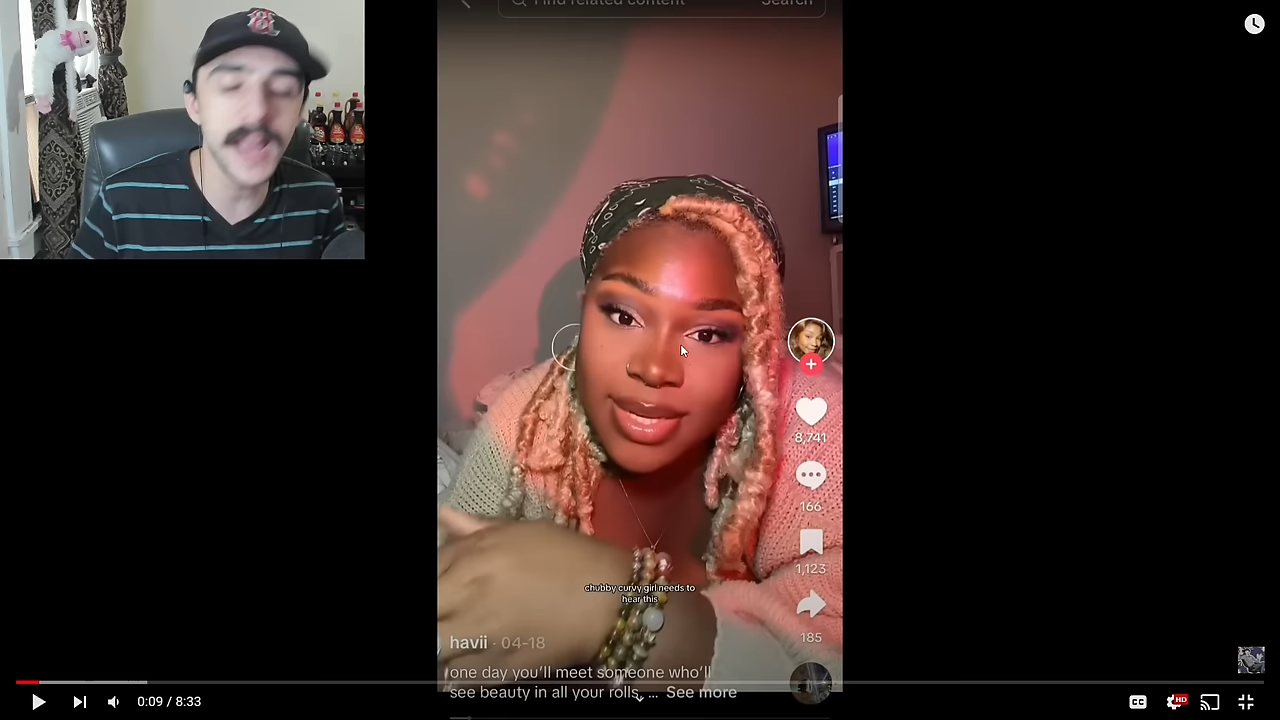 Find related content Search
8,741
166
chubby curvy girl needs to
hear this
1,123
185
havii · 04-18
one day you'll meet someone who'll
see beauty in all your rolls, ... See more
0:09 / 8:33
CC
HD